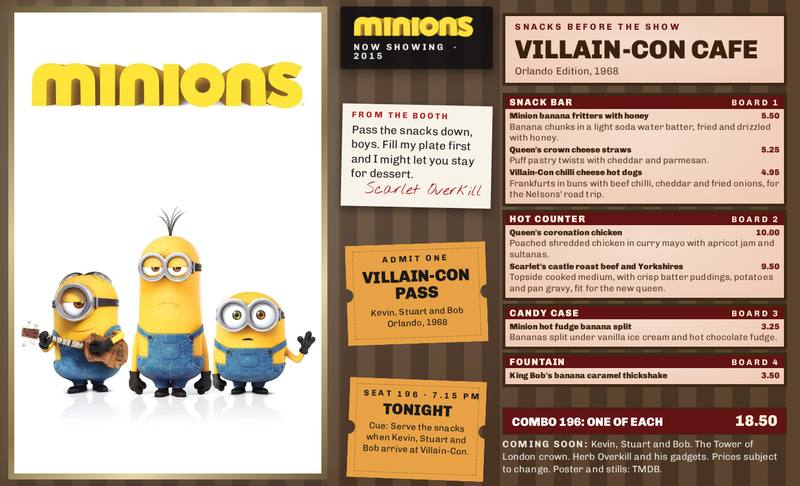 minions
minions
NOW SHOWING ·
2015
FROM THE BOOTH
Pass the snacks down,
boys. Fill my plate first
and I might let you stay
for dessert.
Scarlet Overkill
ADMIT ONE
VILLAIN-CON
PASS
Kevin, Stuart and Bob
Orlando, 1968
SEAT 196 · 7.15 PM
TONIGHT
Cue: Serve the snacks
when Kevin, Stuart and
Bob arrive at Villain-Con.
SNACKS BEFORE THE SHOW
VILLAIN-CON CAFE
Orlando Edition, 1968
SNACK BAR BOARD 1
Minion banana fritters with honey 5.50
Banana chunks in a light soda water batter, fried and drizzled
with honey.
Queen's crown cheese straws 5.25
Puff pastry twists with cheddar and parmesan.
Villain-Con chilli cheese hot dogs 4.95
Frankfurts in buns with beef chilli, cheddar and fried onions, for
the Nelsons' road trip.
HOT COUNTER BOARD 2
Queen's coronation chicken 10.00
Poached shredded chicken in curry mayo with apricot jam and
sultanas.
Scarlet's castle roast beef and Yorkshires 9.50
Topside cooked medium, with crisp batter puddings, potatoes
and pan gravy, fit for the new queen.
CANDY CASE BOARD 3
Minion hot fudge banana split 3.25
Bananas split under vanilla ice cream and hot chocolate fudge.
FOUNTAIN BOARD 4
King Bob's banana caramel thickshake 3.50
COMBO 196: ONE OF EACH 18.50
COMING SOON: Kevin, Stuart and Bob. The Tower of
London crown. Herb Overkill and his gadgets. Prices subject
to change. Poster and stills: TMDB.